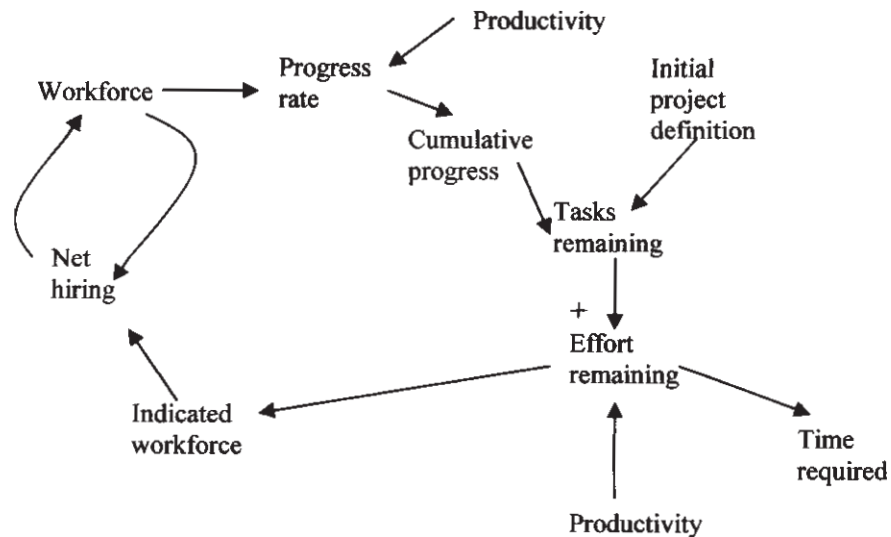 Productivity
Progress
rate
Initial
project
definition
Workforce
Cumulative
progress
Tasks
remaining
Net
hiring
+
Effort
remaining
Indicated
workforce
Time
required
Productivity